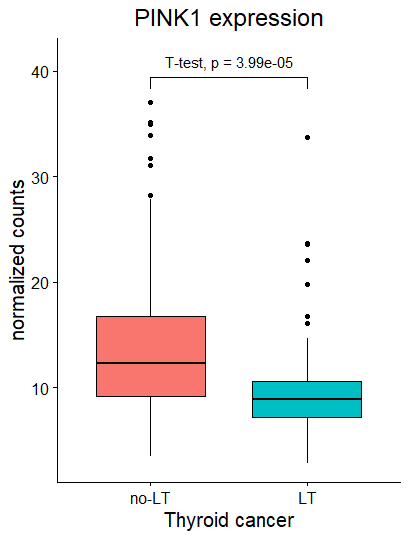 PINK1 expression
T-test, p = 3.99e-05
40
30
20
10
normalized counts
no-LT
LT
Thyroid cancer